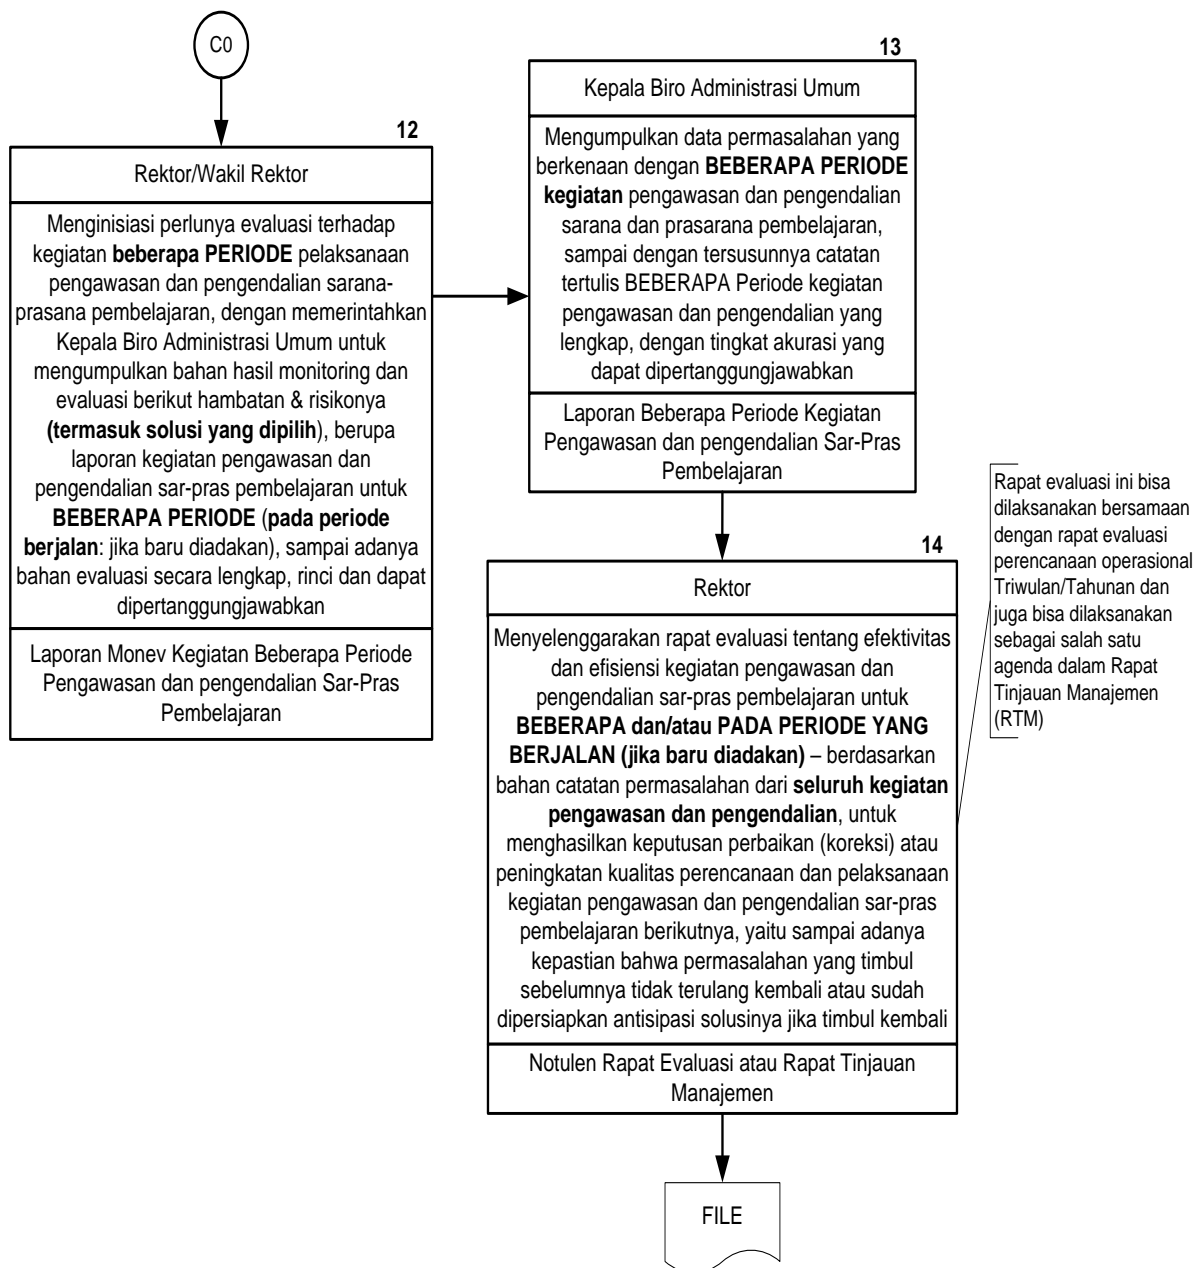 C0
12
Rektor/Wakil Rektor
Menginisiasi perlunya evaluasi terhadap
kegiatan beberapa PERIODE pelaksanaan
pengawasan dan pengendalian sarana-
prasana pembelajaran, dengan memerintahkan
Kepala Biro Administrasi Umum untuk
mengumpulkan bahan hasil monitoring dan
evaluasi berikut hambatan & risikonya
(termasuk solusi yang dipilih), berupa
laporan kegiatan pengawasan dan
pengendalian sar-pras pembelajaran untuk
BEBERAPA PERIODE (pada periode
berjalan: jika baru diadakan), sampai adanya
bahan evaluasi secara lengkap, rinci dan dapat
dipertanggungjawabkan
Laporan Monev Kegiatan Beberapa Periode
Pengawasan dan pengendalian Sar-Pras
Pembelajaran
13
Kepala Biro Administrasi Umum
Mengumpulkan data permasalahan yang
berkenaan dengan BEBERAPA PERIODE
kegiatan pengawasan dan pengendalian
sarana dan prasarana pembelajaran,
sampai dengan tersusunnya catatan
tertulis BEBERAPA Periode kegiatan
pengawasan dan pengendalian yang
lengkap, dengan tingkat akurasi yang
dapat dipertanggungjawabkan
Laporan Beberapa Periode Kegiatan
Pengawasan dan pengendalian Sar-Pras
Pembelajaran
14
Rektor
Menyelenggarakan rapat evaluasi tentang efektivitas
dan efisiensi kegiatan pengawasan dan
pengendalian sar-pras pembelajaran untuk
BEBERAPA dan/atau PADA PERIODE YANG
BERJALAN (jika baru diadakan) – berdasarkan
bahan catatan permasalahan dari seluruh kegiatan
pengawasan dan pengendalian, untuk
menghasilkan keputusan perbaikan (koreksi) atau
peningkatan kualitas perencanaan dan pelaksanaan
kegiatan pengawasan dan pengendalian sar-pras
pembelajaran berikutnya, yaitu sampai adanya
kepastian bahwa permasalahan yang timbul
sebelumnya tidak terulang kembali atau sudah
dipersiapkan antisipasi solusinya jika timbul kembali
Notulen Rapat Evaluasi atau Rapat Tinjauan
Manajemen
Rapat evaluasi ini bisa
dilaksanakan bersamaan
dengan rapat evaluasi
perencanaan operasional
Triwulan/Tahunan dan
juga bisa dilaksanakan
sebagai salah satu
agenda dalam Rapat
Tinjauan Manajemen
(RTM)
FILE